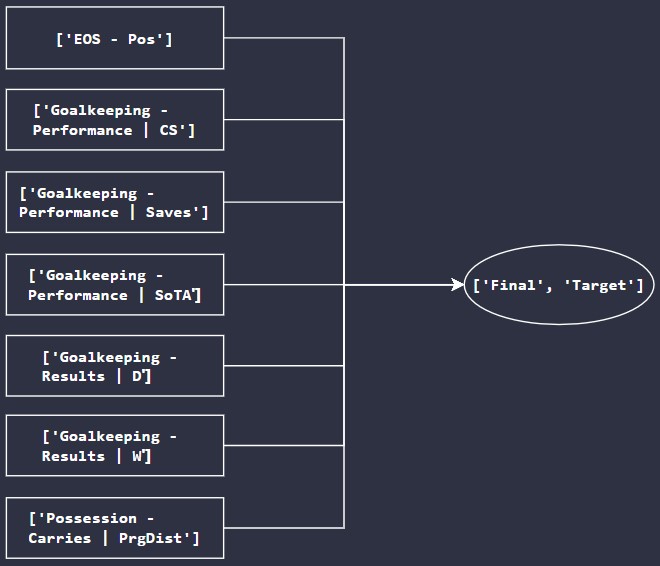 ['EOS - Pos']
['Goalkeeping -
Performance | CS']
['Goalkeeping -
Performance | Saves']
['Goalkeeping -
Performance | SoTA']
['Goalkeeping -
Results | D']
['Goalkeeping -
Results | W']
['Possession -
Carries | PrgDist']
['Final', 'Target']